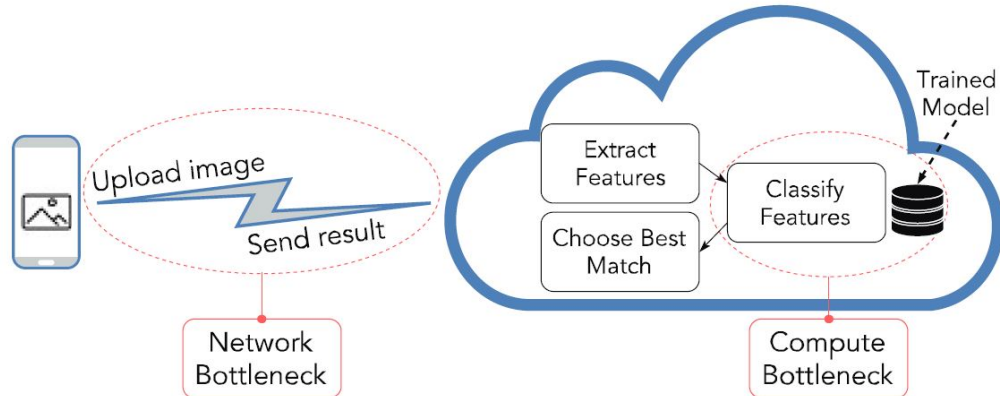 Upload image
Send result
Network
Bottleneck
Extract
Features
Choose Best
Match
Classify
Features
Trained
Model
Compute
Bottleneck